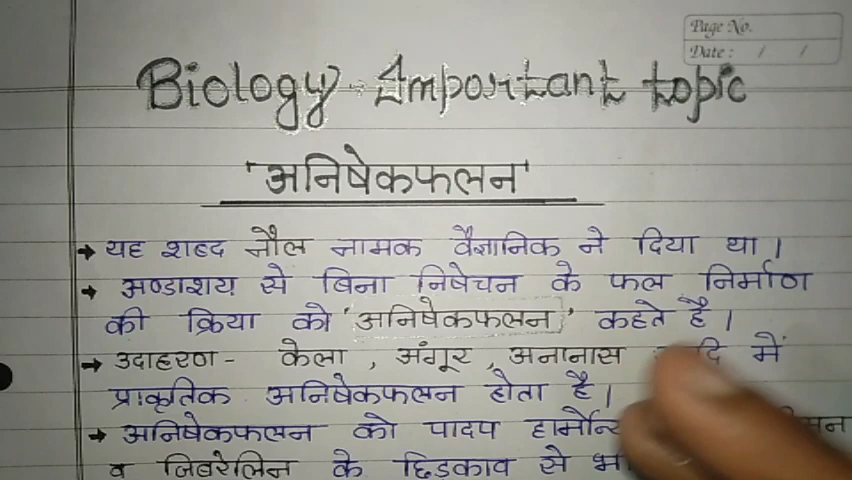 Page No.
Date : / /
Biology - Important topic
'अनिषेकफलन'
→ यह शब्द नौल नामक वैज्ञानिक ने दिया था।
→ अण्डाशय से बिना निषेचन के फल निर्माण
की क्रिया को 'अनिषेकफलन' कहते है।
→ उदाहरण - केला , अंगूर , अनानास में
प्राकृतिक अनिषेकफलन होता है।
→ अनिषेकफलन को पादप
व जिबरेलिन के छिडकाव से